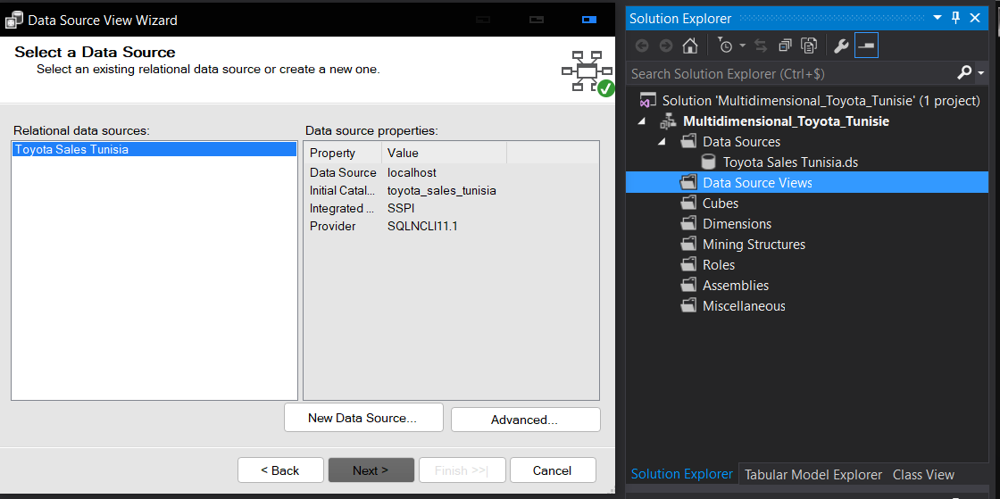 Data Source View Wizard
Select a Data Source
Select an existing relational data source or create a new one.
Relational data sources:
Toyota Sales Tunisia
Data source properties:
Property Value
Data Source localhost
Initial Catal... toyota_sales_tunisia
Integrated ... SSPI
Provider SQLNCLI11.1
New Data Source...
Advanced...
< Back
Next >
Finish >>|
Cancel
Solution Explorer
Search Solution Explorer (Ctrl+$)
Solution 'Multidimensional_Toyota_Tunisie' (1 project)
Multidimensional_Toyota_Tunisie
Data Sources
Toyota Sales Tunisia.ds
Data Source Views
Cubes
Dimensions
Mining Structures
Roles
Assemblies
Miscellaneous
Solution Explorer Tabular Model Explorer Class View